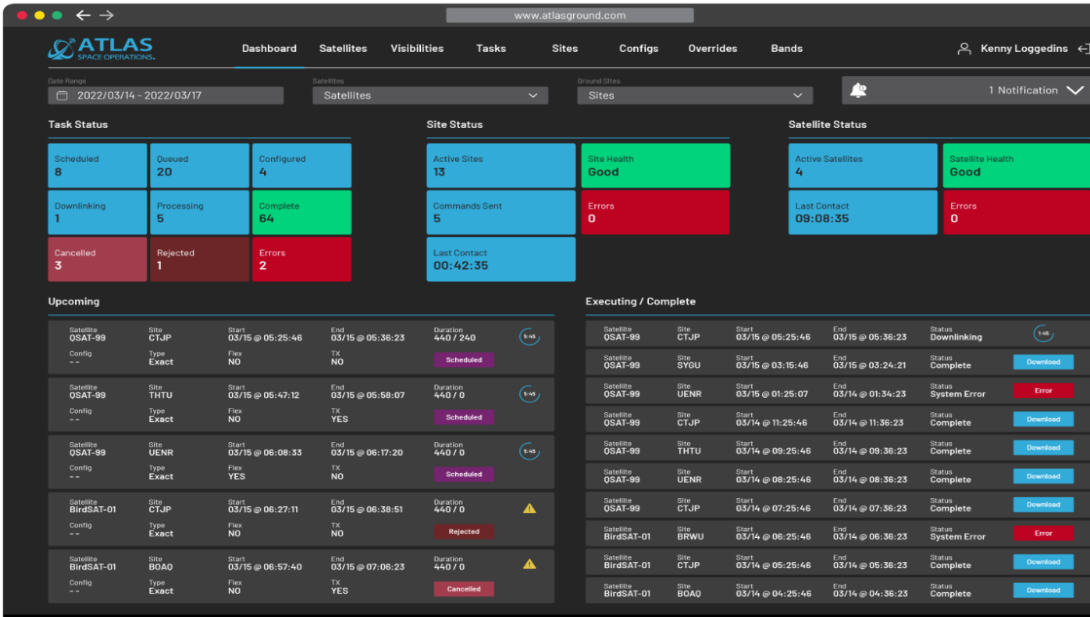 www.atlasground.com
ATLAS
SPACE OPERATIONS.
Dashboard Satellites Visibilities Tasks Sites Configs Overrides Bands Kenny Loggedins
Date Range Satellites Ground Sites
2022/03/14 - 2022/03/17 Satellites Sites 1 Notification
Task Status
Scheduled Queued Configured
8 20 4
Downlinking Processing Complete
1 5 64
Cancelled Rejected Errors
3 1 2
Site Status
Active Sites Site Health
13 Good
Commands Sent Errors
5 0
Last Contact
00:42:35
Satellite Status
Active Satellites Satellite Health
4 Good
Last Contact Errors
09:08:35 0
Upcoming
Satellite Site Start End Duration
QSAT-99 CTJP 03/15 @ 05:25:46 03/15 @ 05:36:23 440 / 240 5:45
Config Type Flex TX
-- Exact NO NO Scheduled
Satellite Site Start End Duration
QSAT-99 THTU 03/15 @ 05:47:12 03/15 @ 05:58:07 440 / 0 5:45
Config Type Flex TX
-- Exact NO YES Scheduled
Satellite Site Start End Duration
QSAT-99 UENR 03/15 @ 06:08:33 03/15 @ 06:17:20 440 / 0 5:45
Config Type Flex TX
-- Exact YES NO Scheduled
Satellite Site Start End Duration
BirdSAT-01 CTJP 03/15 @ 06:27:11 03/15 @ 06:38:51 440 / 0
Config Type Flex TX
-- Exact NO NO Rejected
Satellite Site Start End Duration
BirdSAT-01 BOAQ 03/15 @ 06:57:40 03/15 @ 07:06:23 440 / 0
Config Type Flex TX
-- Exact NO YES Cancelled
Executing / Complete
Satellite Site Start End Status
QSAT-99 CTJP 03/15 @ 05:25:46 03/15 @ 05:36:23 Downlinking 1:45
Satellite Site Start End Status
QSAT-99 SYGU 03/15 @ 03:15:46 03/15 @ 03:24:21 Complete Download
Satellite Site Start End Status
QSAT-99 UENR 03/15 @ 01:25:07 03/14 @ 01:34:23 System Error Error
Satellite Site Start End Status
QSAT-99 CTJP 03/14 @ 11:25:46 03/14 @ 11:36:23 Complete Download
Satellite Site Start End Status
QSAT-99 THTU 03/14 @ 09:25:46 03/14 @ 09:36:23 Complete Download
Satellite Site Start End Status
QSAT-99 UENR 03/14 @ 08:25:46 03/14 @ 08:36:23 Complete Download
Satellite Site Start End Status
QSAT-99 CTJP 03/14 @ 07:25:46 03/14 @ 07:36:23 Complete Download
Satellite Site Start End Status
BirdSAT-01 BRWU 03/14 @ 06:25:46 03/14 @ 06:36:23 System Error Error
Satellite Site Start End Status
BirdSAT-01 CTJP 03/14 @ 05:25:46 03/14 @ 05:36:23 Complete Download
Satellite Site Start End Status
BirdSAT-01 BOAQ 03/14 @ 04:25:46 03/14 @ 04:36:23 Complete Download